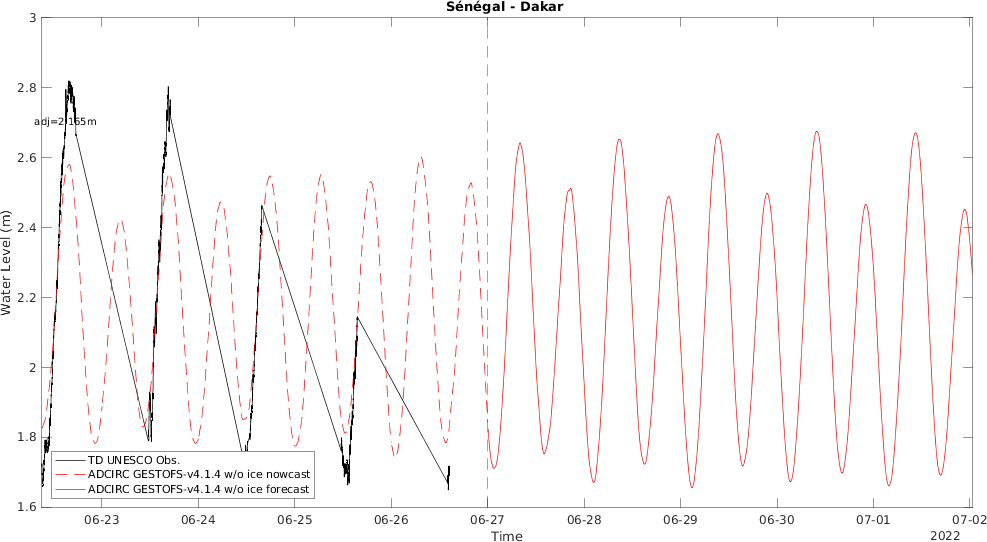 Sénégal - Dakar
Water Level (m)
3
2.8
2.6
2.4
2.2
2
1.8
1.6
adj=2.165m
TD UNESCO Obs.
ADCIRC GESTOFS-v4.1.4 w/o ice nowcast
ADCIRC GESTOFS-v4.1.4 w/o ice forecast
06-23 06-24 06-25 06-26 06-27 06-28 06-29 06-30 07-01 07-02
Time
2022